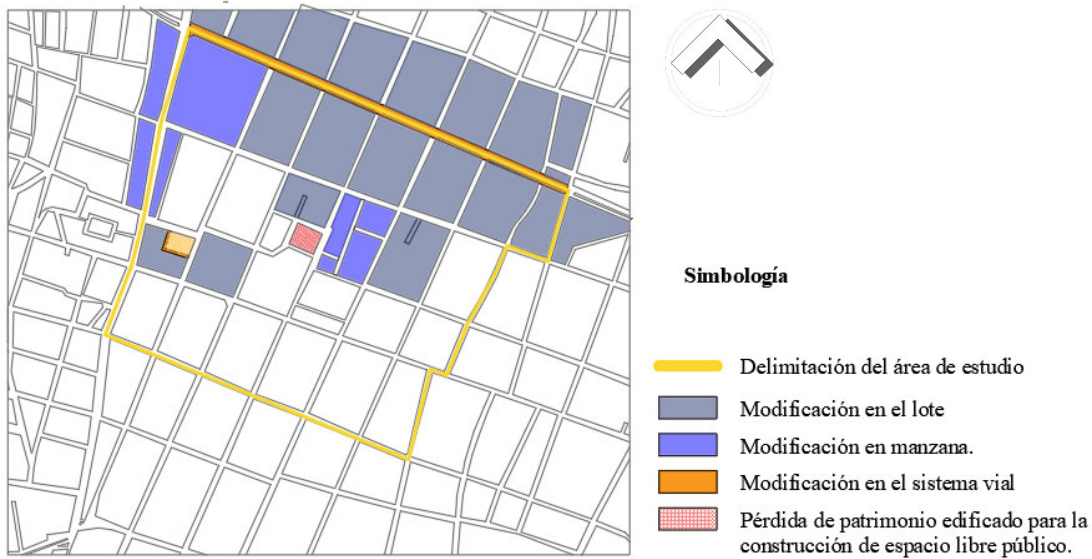 Simbología
Delimitación del área de estudio
Modificación en el lote
Modificación en manzana.
Modificación en el sistema vial
Pérdida de patrimonio edificado para la
construcción de espacio libre público.